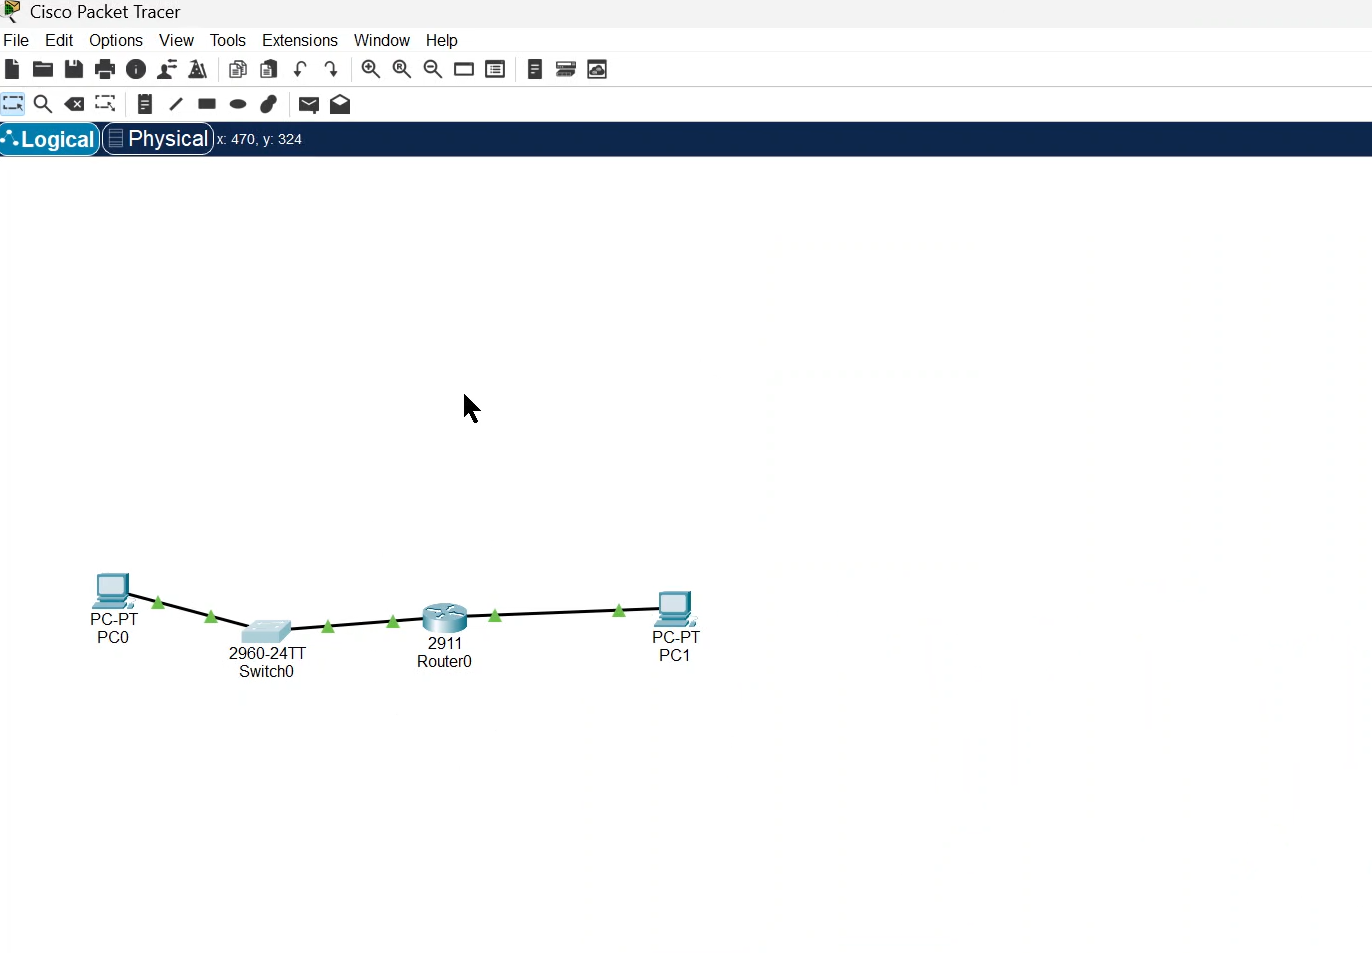 Cisco Packet Tracer
File Edit Options View Tools Extensions Window Help
Logical Physical x: 470, y: 324
PC-PT
PC0
2960-24TT
Switch0
2911
Router0
PC-PT
PC1